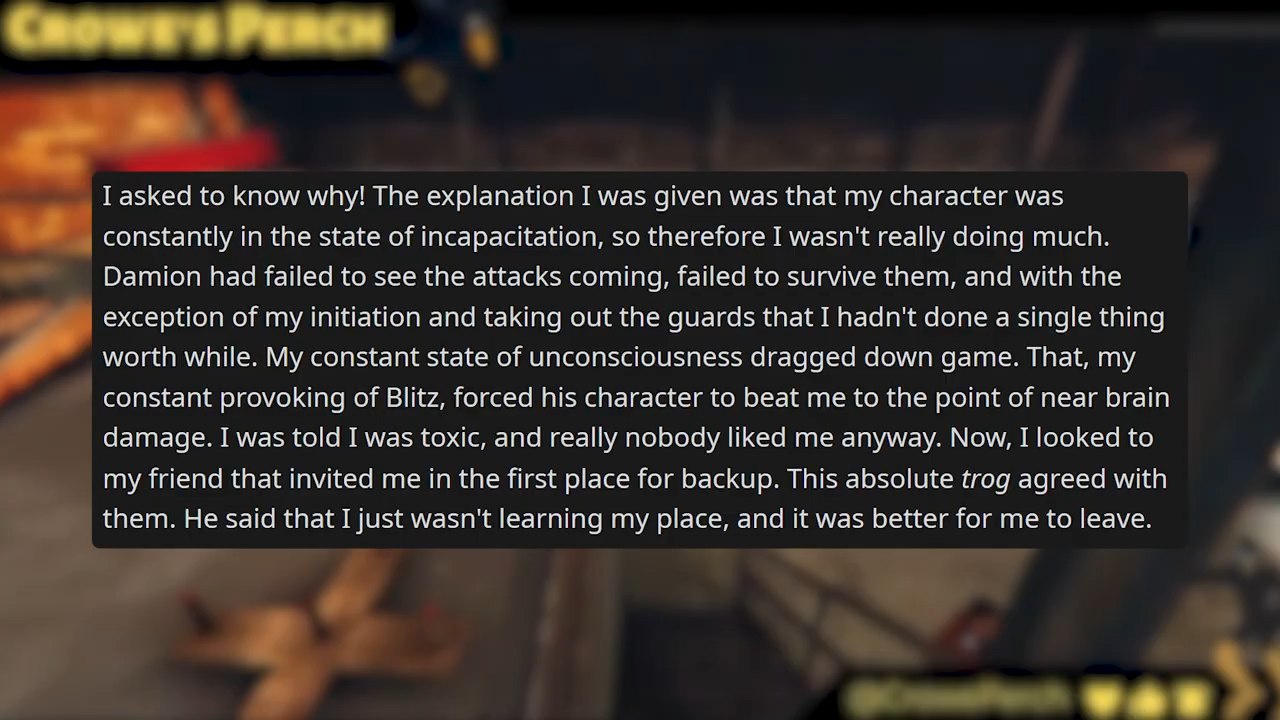 CROWE'S PERCH
I asked to know why! The explanation I was given was that my character was
constantly in the state of incapacitation, so therefore I wasn't really doing much.
Damion had failed to see the attacks coming, failed to survive them, and with the
exception of my initiation and taking out the guards that I hadn't done a single thing
worth while. My constant state of unconsciousness dragged down game. That, my
constant provoking of Blitz, forced his character to beat me to the point of near brain
damage. I was told I was toxic, and really nobody liked me anyway. Now, I looked to
my friend that invited me in the first place for backup. This absolute trog agreed with
them. He said that I just wasn't learning my place, and it was better for me to leave.
@CrowesPerch